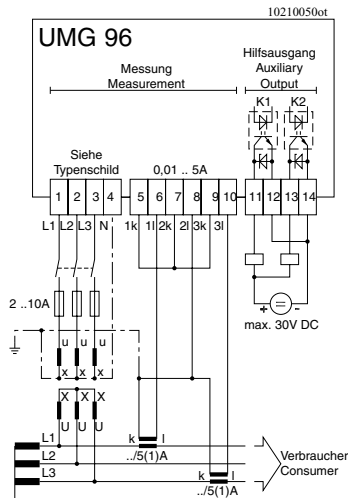 10210050ot
UMG 96
Hilfsausgang
Auxiliary
Output
Messung
Measurement
K1 K2
Siehe
Typenschild
0,01 .. 5A
1 2 3 4 5 6 7 8 9 10 11 12 13 14
L1 L2 L3 N 1k 1l 2k 2l 3k 3l
2 ..10A
+ -
max. 30V DC
u u u
x x x
X X X
U U U
L1 k l
../5(1)A
L2
Verbraucher
Consumer
L3 k l
../5(1)A